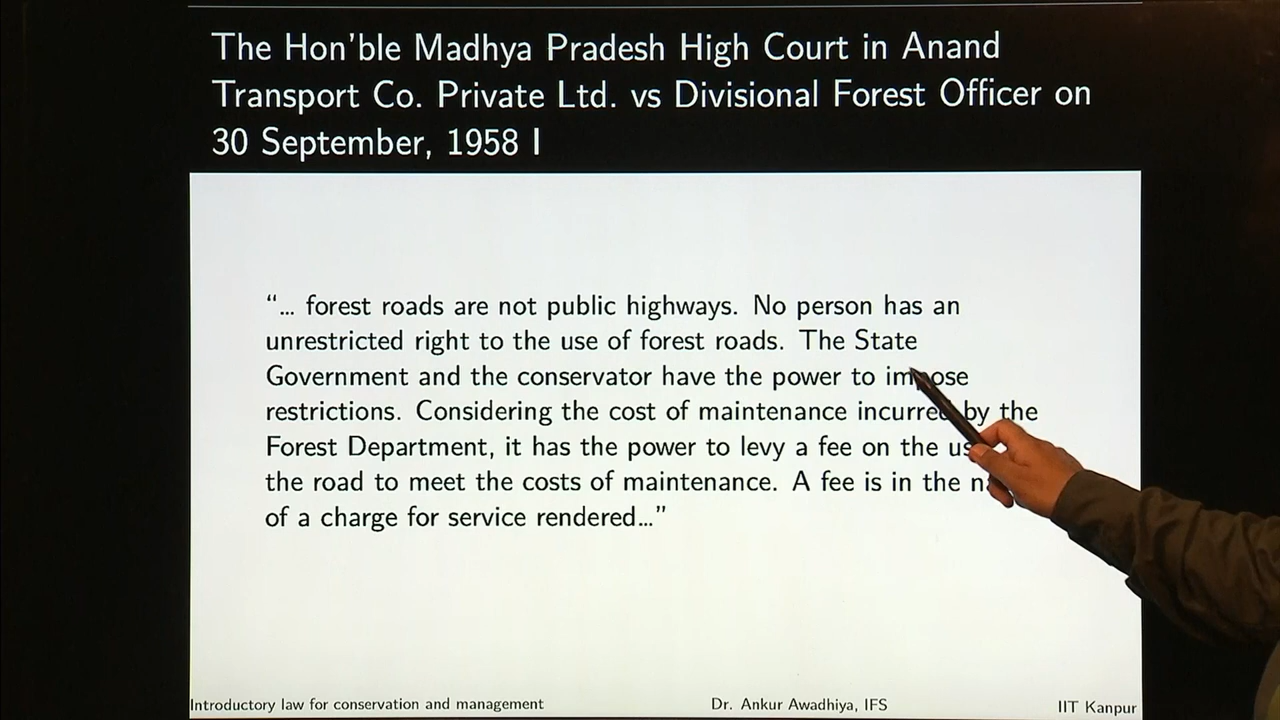 The Hon'ble Madhya Pradesh High Court in Anand
Transport Co. Private Ltd. vs Divisional Forest Officer on
30 September, 1958 I
“... forest roads are not public highways. No person has an
unrestricted right to the use of forest roads. The State
Government and the conservator have the power to impose
restrictions. Considering the cost of maintenance incurred by the
Forest Department, it has the power to levy a fee on the
the road to meet the costs of maintenance. A fee is in the
of a charge for service rendered...”
Introductory law for conservation and management
Dr. Ankur Awadhiya, IFS
IIT Kanpur